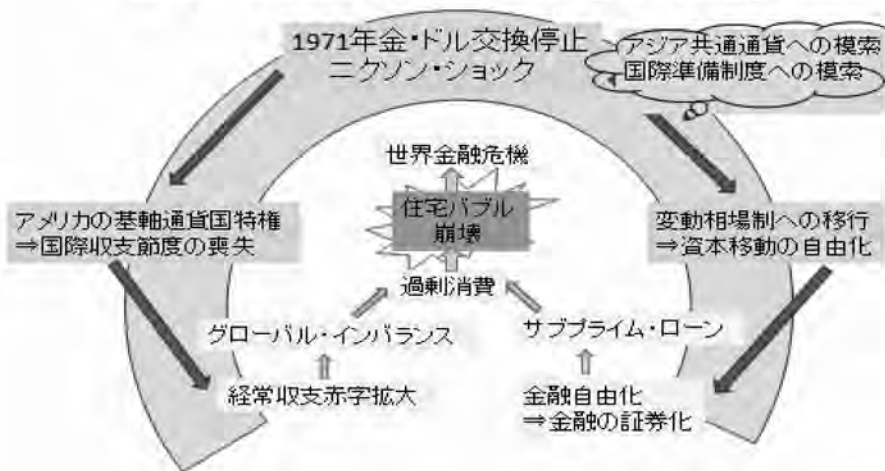 1971年金・ドル交換停止
ニクソン・ショック
アジア共通通貨への模索
国際準備制度への模索
世界金融危機
住宅バブル
崩壊
アメリカの基軸通貨国特権
⇒国際収支節度の喪失
変動相場制への移行
⇒資本移動の自由化
過剰消費
グローバル・インバランス
サブプライム・ローン
経常収支赤字拡大
金融自由化
⇒金融の証券化